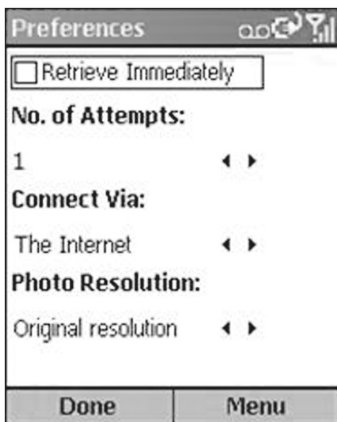 Preferences
Retrieve Immediately
No. of Attempts:
1
Connect Via:
The Internet
Photo Resolution:
Original resolution
Done Menu